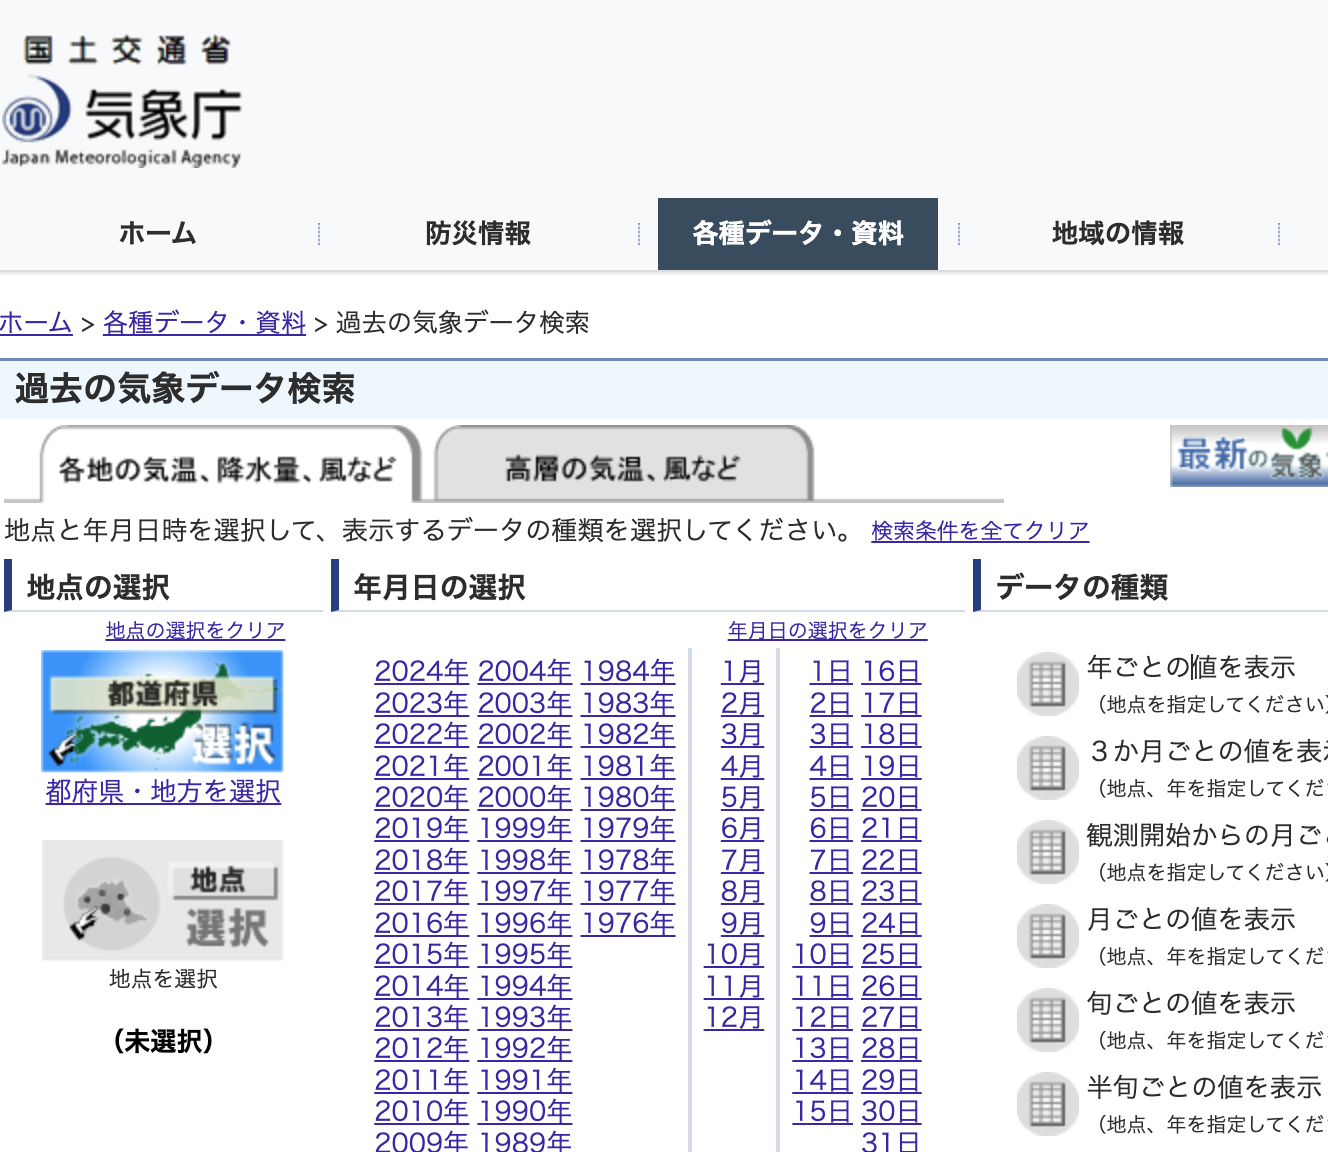 国土交通省
気象庁
Japan Meteorological Agency
ホーム
防災情報
各種データ・資料
地域の情報
ホーム > 各種データ・資料 > 過去の気象データ検索
過去の気象データ検索
各地の気温、降水量、風など
高層の気温、風など
最新の気象
地点と年月日時を選択して、表示するデータの種類を選択してください。 検索条件を全てクリア
地点の選択
地点の選択をクリア
都道府県
選択
都府県・地方を選択
地点
選択
地点を選択
（未選択）
年月日の選択
年月日の選択をクリア
2024年 2004年 1984年
2023年 2003年 1983年
2022年 2002年 1982年
2021年 2001年 1981年
2020年 2000年 1980年
2019年 1999年 1979年
2018年 1998年 1978年
2017年 1997年 1977年
2016年 1996年 1976年
2015年 1995年
2014年 1994年
2013年 1993年
2012年 1992年
2011年 1991年
2010年 1990年
2009年 1989年
1月
2月
3月
4月
5月
6月
7月
8月
9月
10月
11月
12月
1日 16日
2日 17日
3日 18日
4日 19日
5日 20日
6日 21日
7日 22日
8日 23日
9日 24日
10日 25日
11日 26日
12日 27日
13日 28日
14日 29日
15日 30日
31日
データの種類
年ごとの値を表示
（地点を指定してください）
３か月ごとの値を表示
（地点、年を指定してくだ
観測開始からの月ご
（地点を指定してください）
月ごとの値を表示
（地点、年を指定してくだ
旬ごとの値を表示
（地点、年を指定してくだ
半旬ごとの値を表示
（地点、年を指定してくだ